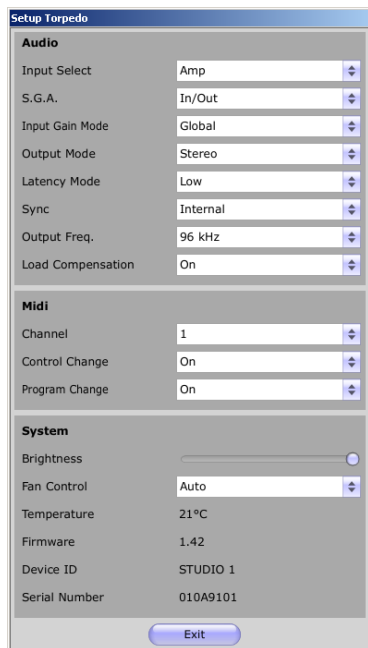 Setup Torpedo
Audio
Input Select Amp
S.G.A. In/Out
Input Gain Mode Global
Output Mode Stereo
Latency Mode Low
Sync Internal
Output Freq. 96 kHz
Load Compensation On
Midi
Channel 1
Control Change On
Program Change On
System
Brightness
Fan Control Auto
Temperature 21°C
Firmware 1.42
Device ID STUDIO 1
Serial Number 010A9101
Exit